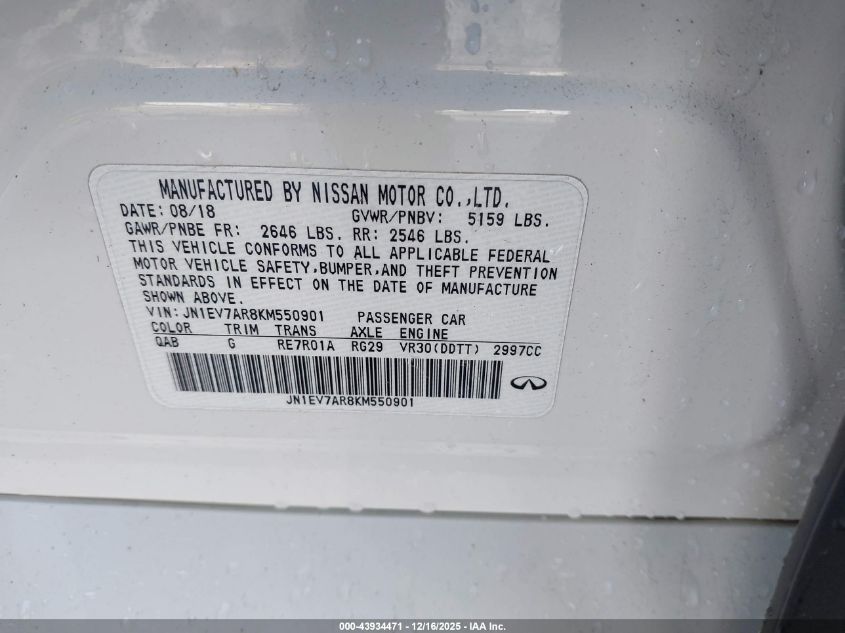 MANUFACTURED BY NISSAN MOTOR CO.,LTD.
DATE: 08/18 GVWR/PNBV: 5159 LBS.
GAWR/PNBE FR: 2646 LBS. RR: 2546 LBS.
THIS VEHICLE CONFORMS TO ALL APPLICABLE FEDERAL
MOTOR VEHICLE SAFETY,BUMPER,AND THEFT PREVENTION
STANDARDS IN EFFECT ON THE DATE OF MANUFACTURE
SHOWN ABOVE.
VIN: JN1EV7AR8KM550901 PASSENGER CAR
COLOR TRIM TRANS AXLE ENGINE
QAB G RE7R01A RG29 VR30(DDTT) 2997CC
JN1EV7AR8KM550901
000-43934471 - 12/16/2025 - IAA Inc.